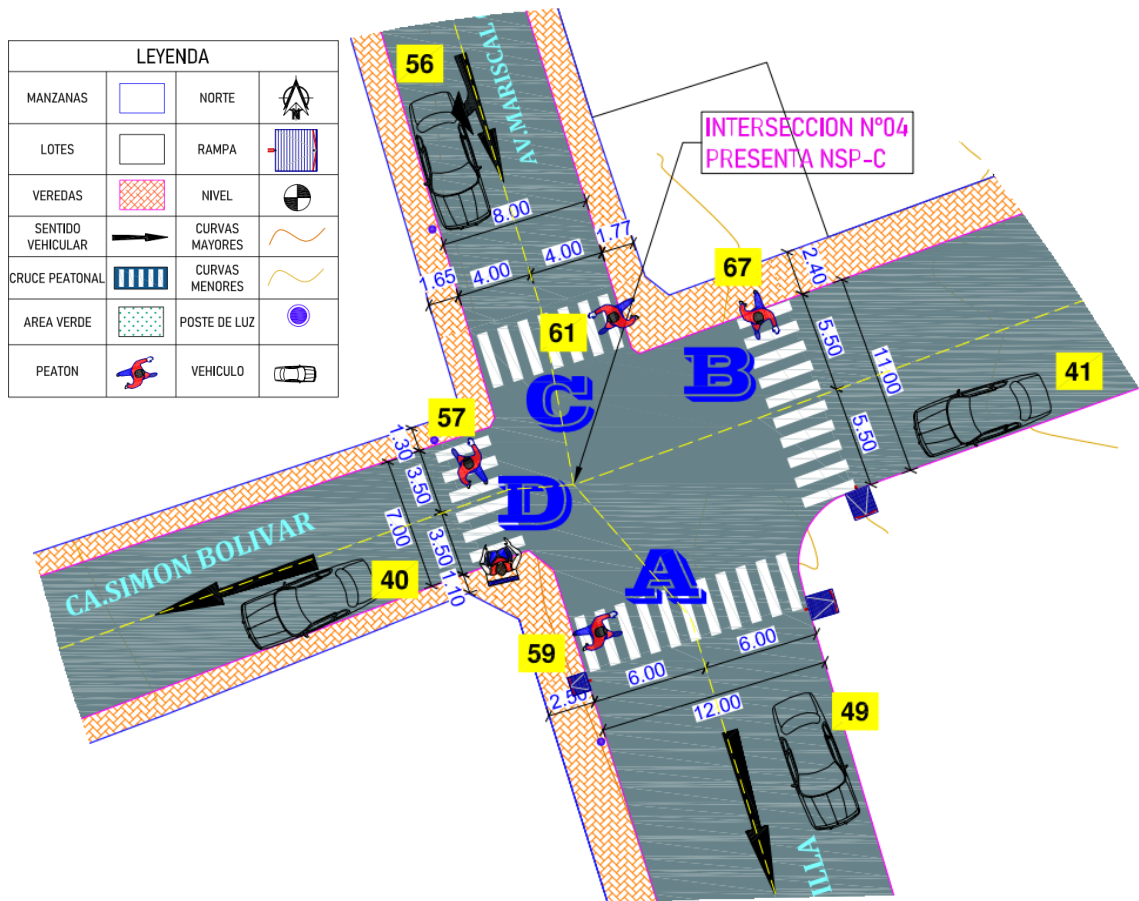 LEYENDA
MANZANAS
NORTE
LOTES
RAMPA
VEREDAS
NIVEL
SENTIDO
VEHICULAR
CURVAS
MAYORES
CRUCE PEATONAL
CURVAS
MENORES
AREA VERDE
POSTE DE LUZ
PEATON
VEHICULO
56
AV.MARISCAL
INTERSECCION N°04
PRESENTA NSP-C
8.00
4.00
4.00
1.77
1.65
61
67
2.40
5.50
11.00
5.50
41
C
B
57
1.30
3.50
7.00
3.50
1.10
D
CA.SIMON BOLIVAR
40
A
59
6.00
6.00
2.50
12.00
49
ILLA